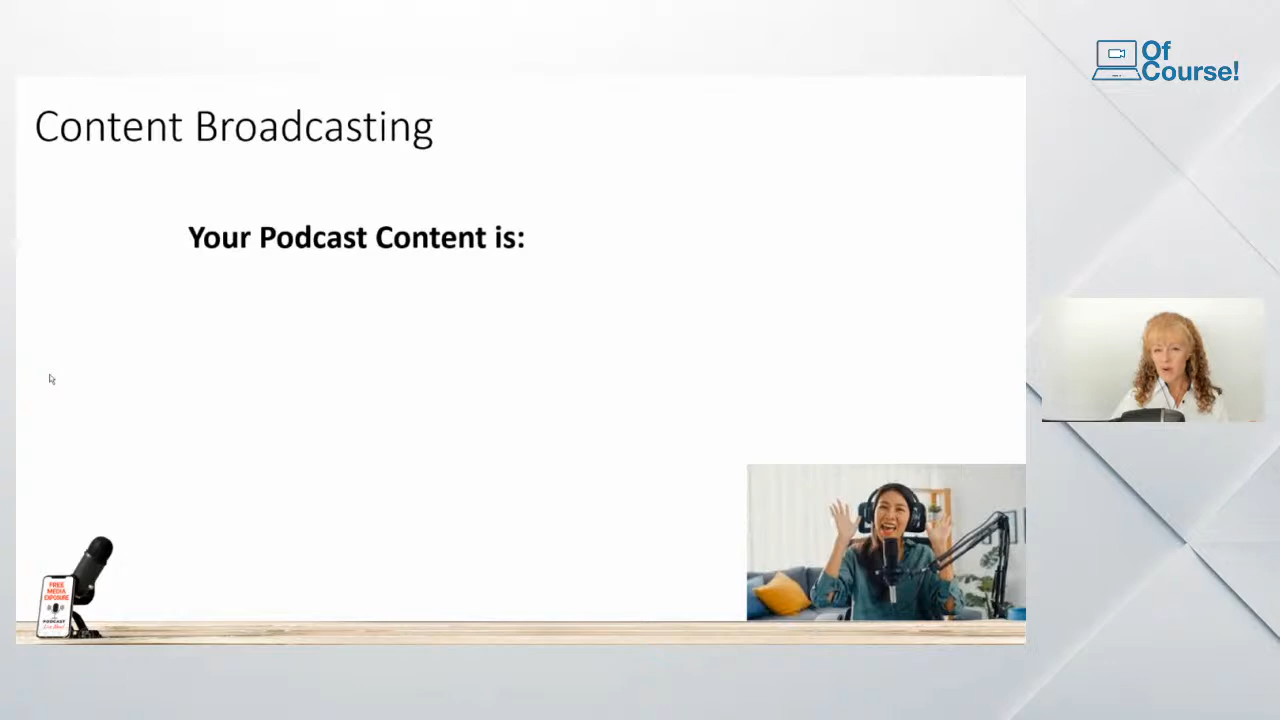 Of
Course!
Content Broadcasting
Your Podcast Content is:
FREE
MEDIA
EXPOSURE
PODCAST